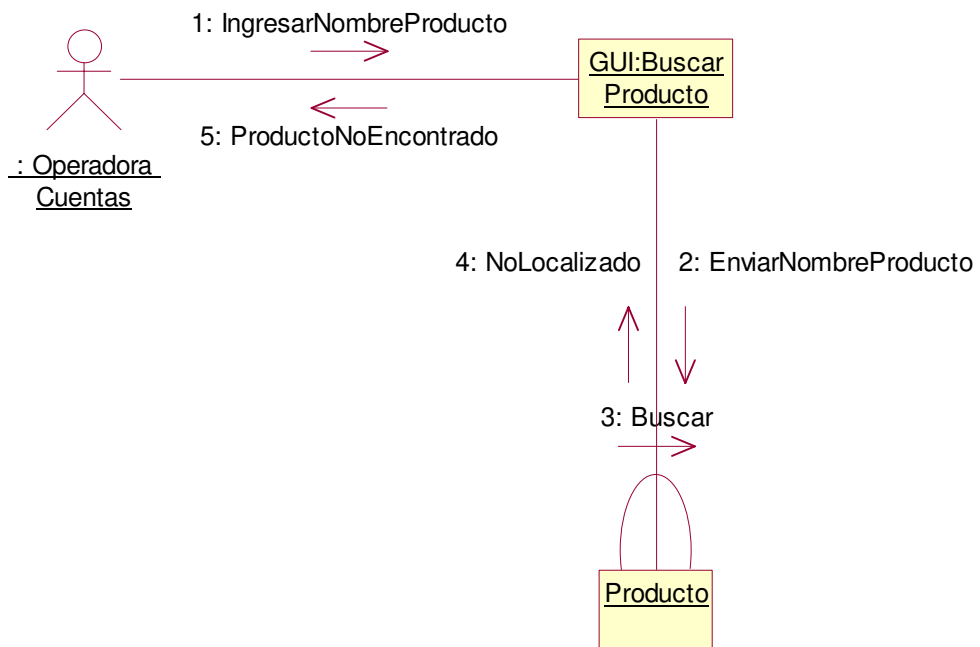 1: IngresarNombreProducto
GUI:Buscar
Producto
5: ProductoNoEncontrado
: Operadora
Cuentas
4: NoLocalizado
2: EnviarNombreProducto
3: Buscar
Producto